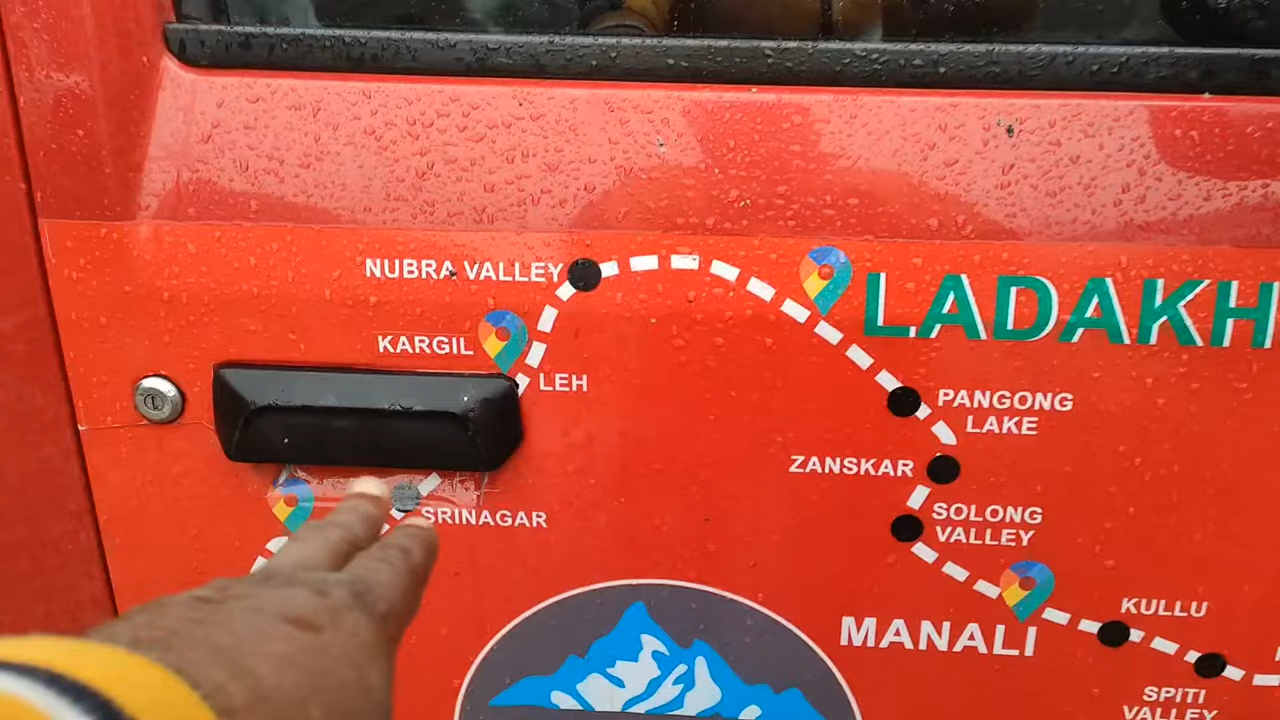 NUBRA VALLEY
LADAKH
KARGIL
LEH
PANGONG
LAKE
ZANSKAR
SRINAGAR
SOLONG
VALLEY
MANALI
KULLU
SPITI
VALLEY